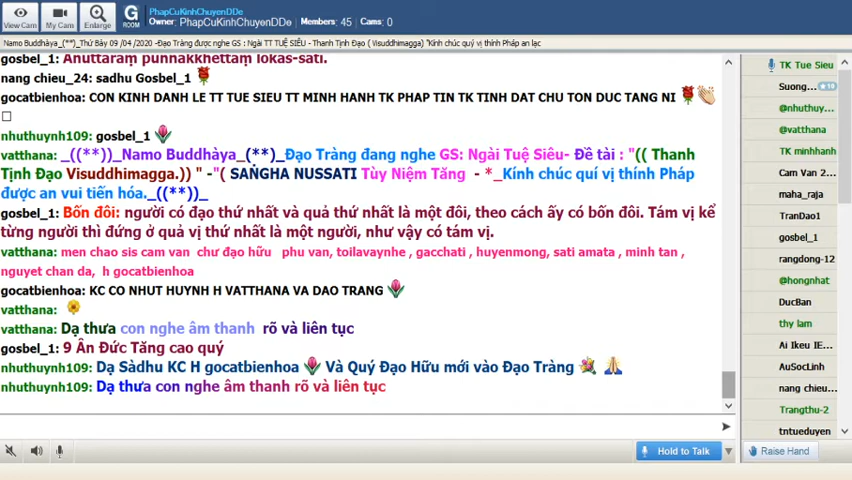 PhapCuKinhChuyenDDe
Owner: PhapCuKinhChuyenDDe Members: 45 Cams: 0
View Cam
My Cam
Enlarge
G
ROOM
Namo Buddhàya_(**)_Thứ Bảy 09 /04 /2020 -Đạo Tràng được nghe GS : Ngài TT TUỆ SIÊU - Thanh Tịnh Đạo ( Visuddhimagga) "Kính chúc quý vị thính Pháp an lạc
gosbel_1: Anuttaraṃ puññakkhettaṃ lokas-sāti.
nang chieu_24: sadhu Gosbel_1
gocatbienhoa: CON KINH DANH LE TT TUE SIEU TT MINH HANH TK PHAP TIN TK TINH DAT CHU TON DUC TANG NI
nhuthuynh109: gosbel_1
vatthana: _((**))_Namo Buddhàya_(**)_Đạo Tràng đang nghe GS: Ngài Tuệ Siêu- Đề tài : "(( Thanh
Tịnh Đạo Visuddhimagga.)) " -"( SAṄGHA NUSSATI Tùy Niệm Tăng - *_Kính chúc quí vị thính Pháp
được an vui tiến hóa._((**)_
gosbel_1: Bốn đôi: người có đạo thứ nhất và quả thứ nhất là một đôi, theo cách ấy có bốn đôi. Tám vị kể
từng người thì đứng ở quả vị thứ nhất là một người, như vậy có tám vị.
vatthana: men chao sis cam van chư đạo hữu phu van, toilavaynhe , gacchati , huyenmong, sati amata , minh tan ,
nguyet chan da, h gocatbienhoa
gocatbienhoa: KC CO NHUT HUYNH H VATTHANA VA DAO TRANG
vatthana:
vatthana: Dạ thưa con nghe âm thanh rõ và liên tục
gosbel_1: 9 Ân Đức Tăng cao quý
nhuthuynh109: Dạ Sàdhu KC H gocatbienhoa Và Quý Đạo Hữu mới vào Đạo Tràng
nhuthuynh109: Dạ thưa con nghe âm thanh rõ và liên tục
Hold to Talk
TK Tue Sieu
Suong... 10
@nhuthuy...
@vatthana
TK minhhanh
Cam Van 2...
maha_raja
TranDao1
gosbel_1
rangdong-12
@hongnhat
DucBan
thy lam
Ai Ikeu IE...
AuSocLinh
nang chieu...
Trangthu-2
tntueduyen
Raise Hand